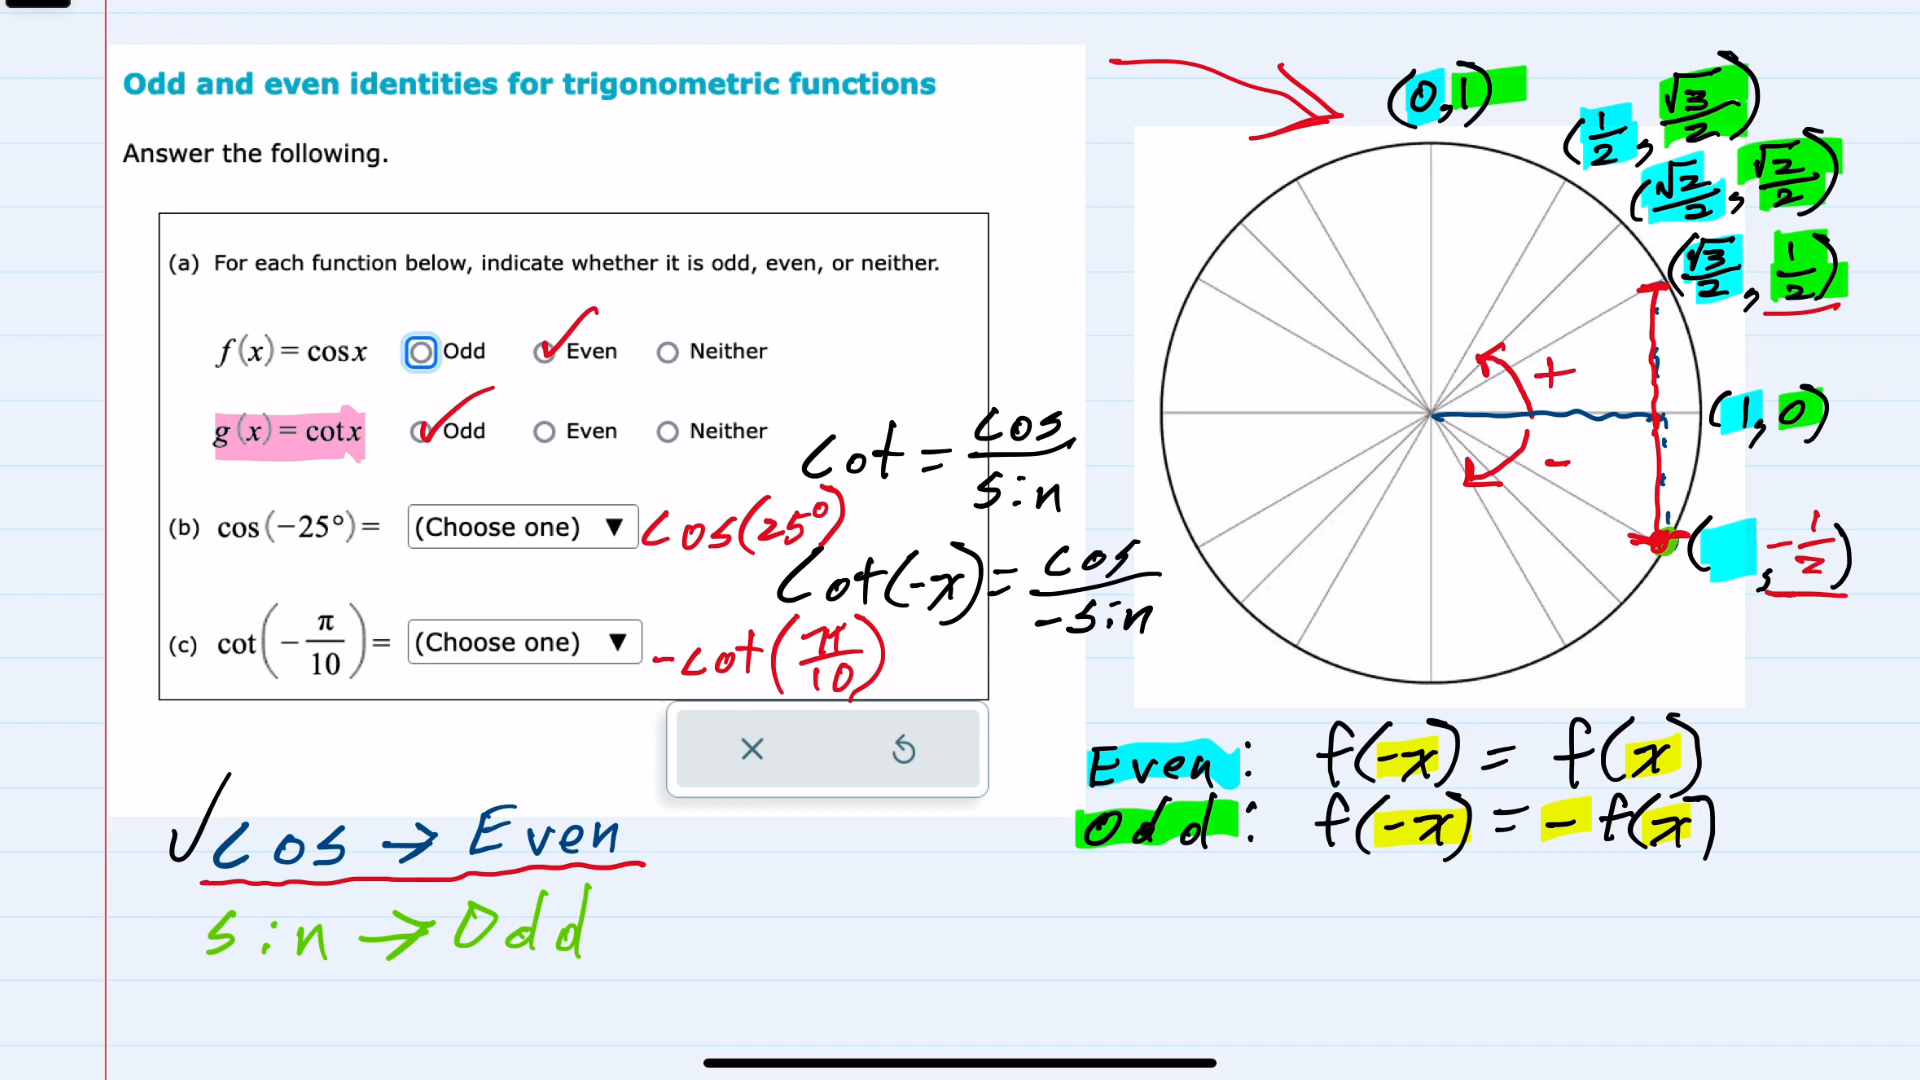 Odd and even identities for trigonometric functions
Answer the following.
(a) For each function below, indicate whether it is odd, even, or neither.
f(x) = cosx Odd Even Neither
g(x) = cotx Odd Even Neither
cot = cos/sin
(b) cos(−25°) = (Choose one) ▼ cos(25°)
cot(-x) = cos/-sin
(c) cot(−π/10) = (Choose one) ▼ -cot(π/10)
✓ cos → Even
sin → Odd
(0,1)
(1/2, √3/2)
(√2/2, √2/2)
(√3/2, 1/2)
+
(1, 0)
-
( , -1/2)
Even: f(-x) = f(x)
Odd: f(-x) = -f(x)